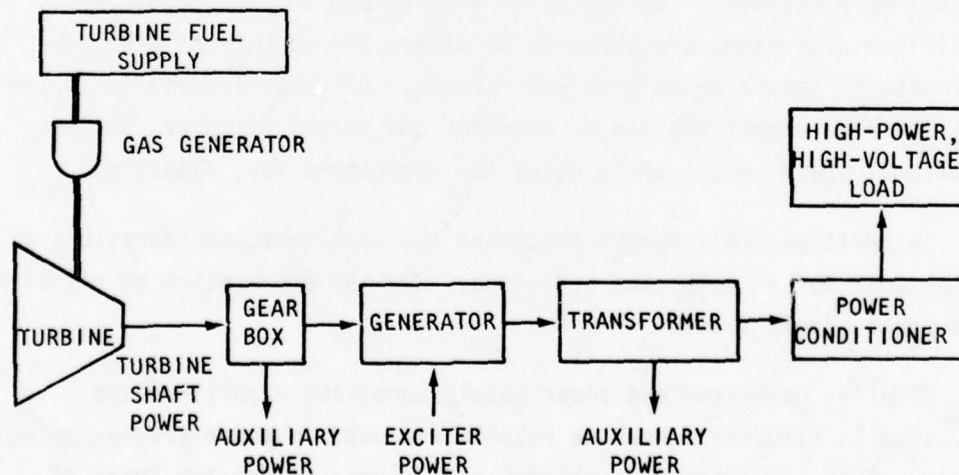 TURBINE FUEL
SUPPLY
GAS GENERATOR
HIGH-POWER,
HIGH-VOLTAGE
LOAD
TURBINE
GEAR
BOX
GENERATOR
TRANSFORMER
POWER
CONDITIONER
TURBINE
SHAFT
POWER
AUXILIARY
POWER
EXCITER
POWER
AUXILIARY
POWER